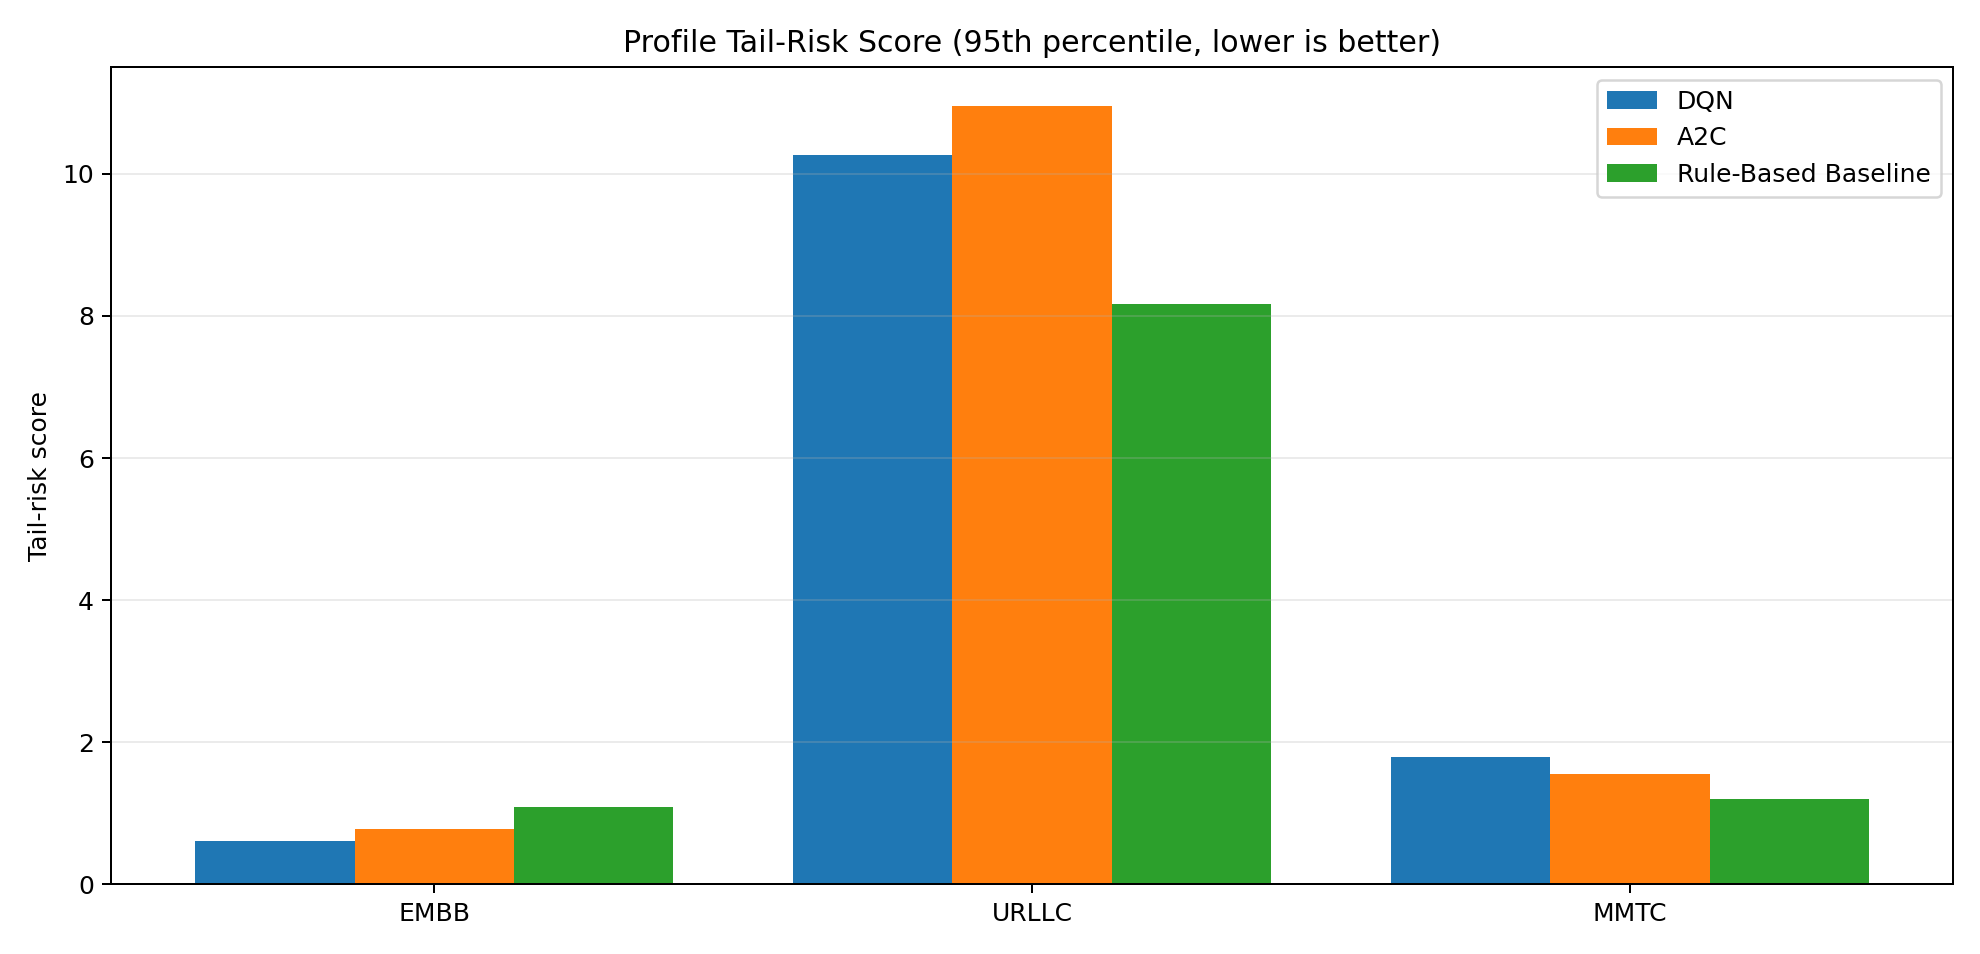 Profile Tail-Risk Score (95th percentile, lower is better)
DQN
A2C
Rule-Based Baseline
Tail-risk score
10
8
6
4
2
0
EMBB
URLLC
MMTC